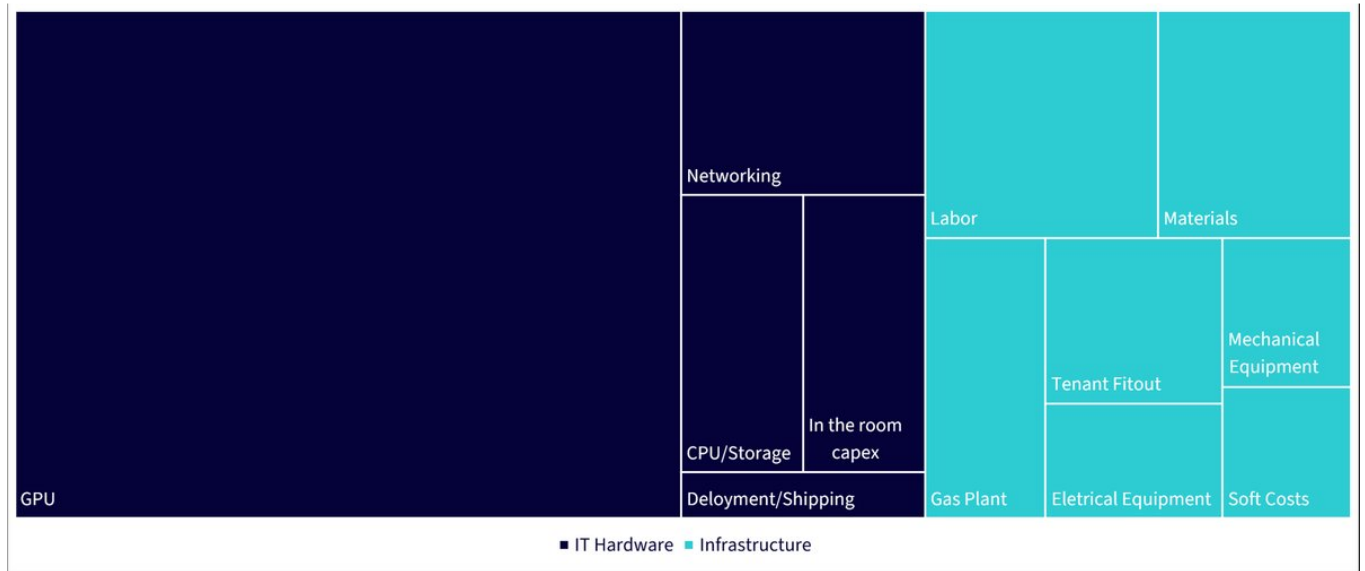 Networking
Labor
Materials
Mechanical
Equipment
Tenant Fitout
In the room
capex
CPU/Storage
GPU
Deloyment/Shipping
Gas Plant
Eletrical Equipment
Soft Costs
IT Hardware
Infrastructure